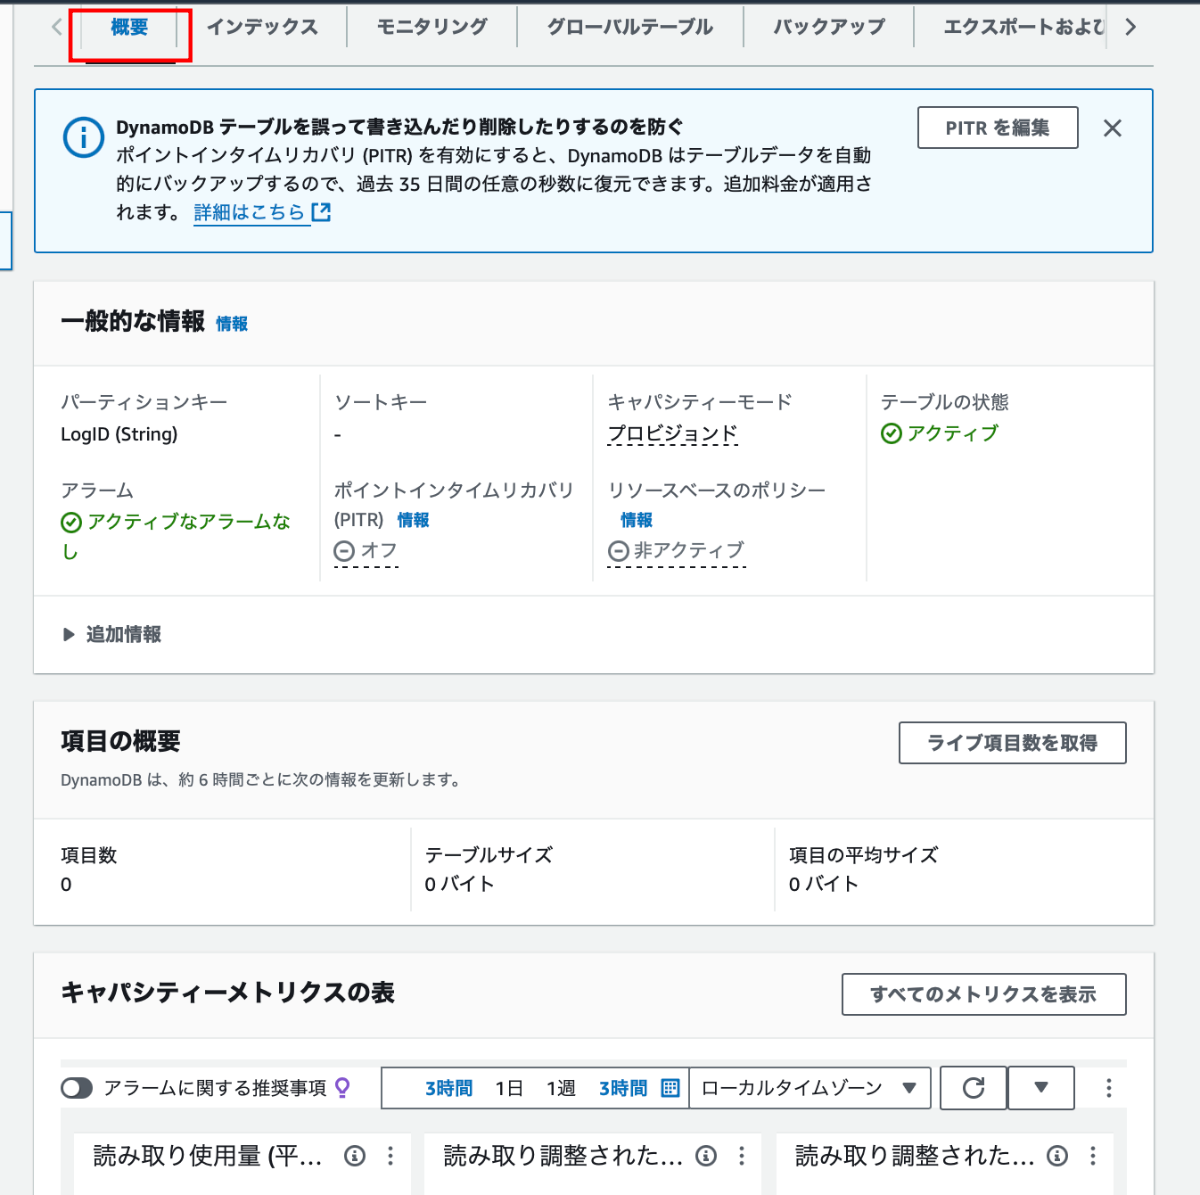 概要
インデックス
モニタリング
グローバルテーブル
バックアップ
エクスポートおよび
DynamoDB テーブルを誤って書き込んだり削除したりするのを防ぐ
ポイントインタイムリカバリ (PITR) を有効にすると、DynamoDB はテーブルデータを自動
的にバックアップするので、過去 35 日間の任意の秒数に復元できます。追加料金が適用さ
れます。 詳細はこちら
PITR を編集
一般的な情報 情報
パーティションキー
LogID (String)
ソートキー
-
キャパシティーモード
プロビジョンド
テーブルの状態
アクティブ
アラーム
アクティブなアラームな
し
ポイントインタイムリカバリ
(PITR) 情報
オフ
リソースベースのポリシー
情報
非アクティブ
追加情報
項目の概要
DynamoDB は、約 6 時間ごとに次の情報を更新します。
ライブ項目数を取得
項目数
0
テーブルサイズ
0 バイト
項目の平均サイズ
0 バイト
キャパシティーメトリクスの表
すべてのメトリクスを表示
アラームに関する推奨事項
3時間 1日 1週 3時間
ローカルタイムゾーン
読み取り使用量 (平...
読み取り調整された...
読み取り調整された...